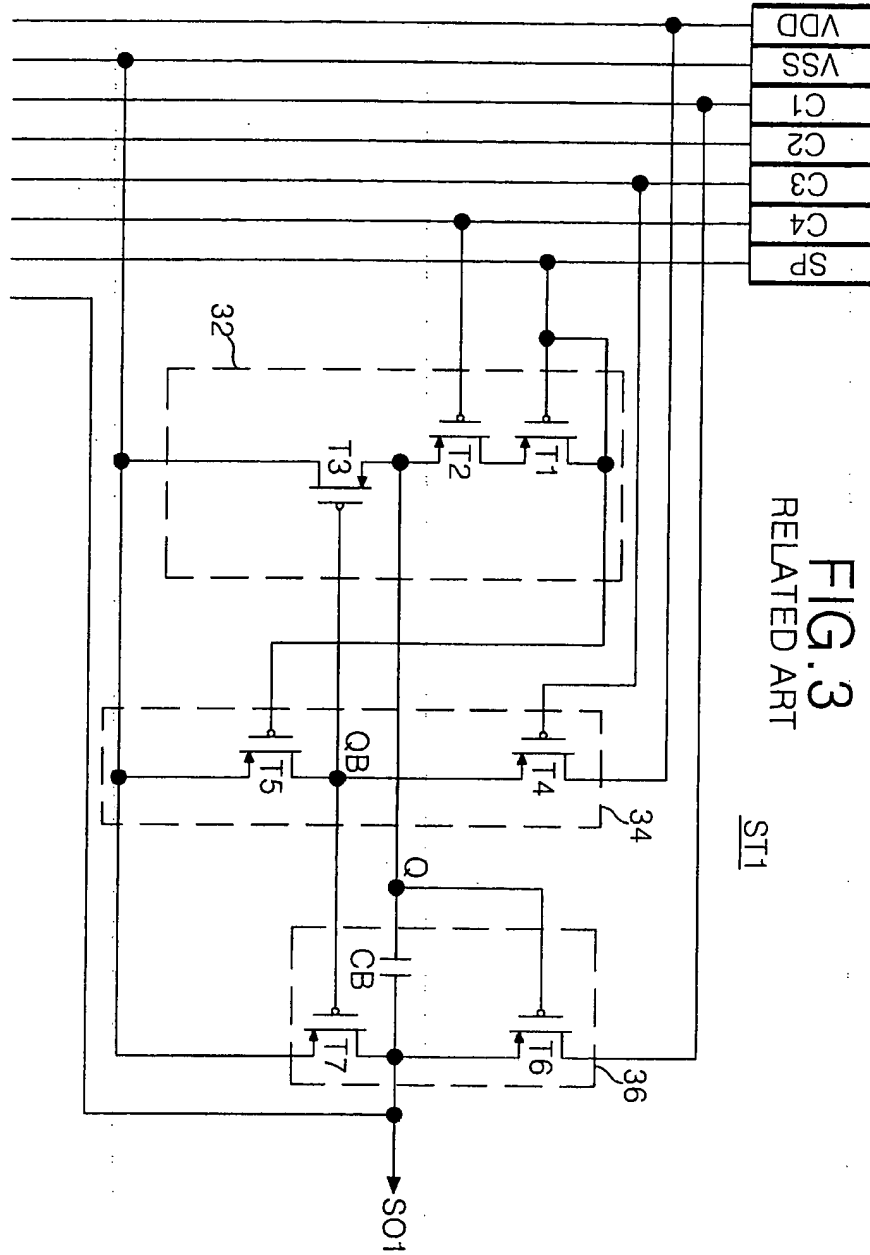 FIG.3
RELATED ART
ST1
VDD
VSS
C1
C2
C3
C4
SP
32
T1
T2
T3
34
T4
QB
T5
Q
CB
36
T6
T7
SO1